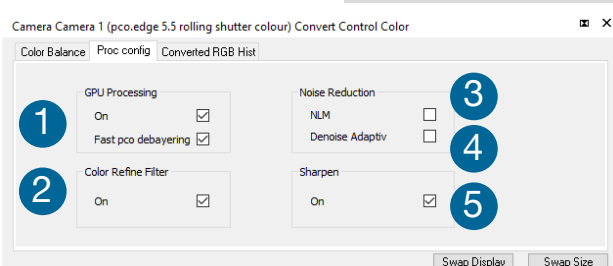 Camera Camera 1 (pco.edge 5.5 rolling shutter colour) Convert Control Color
Color Balance Proc config Converted RGB Hist
GPU Processing
On
Fast pco debayering
1
Noise Reduction
NLM
Denoise Adaptiv
3
4
Color Refine Filter
On
2
Sharpen
On
5
Swap Display Swap Size